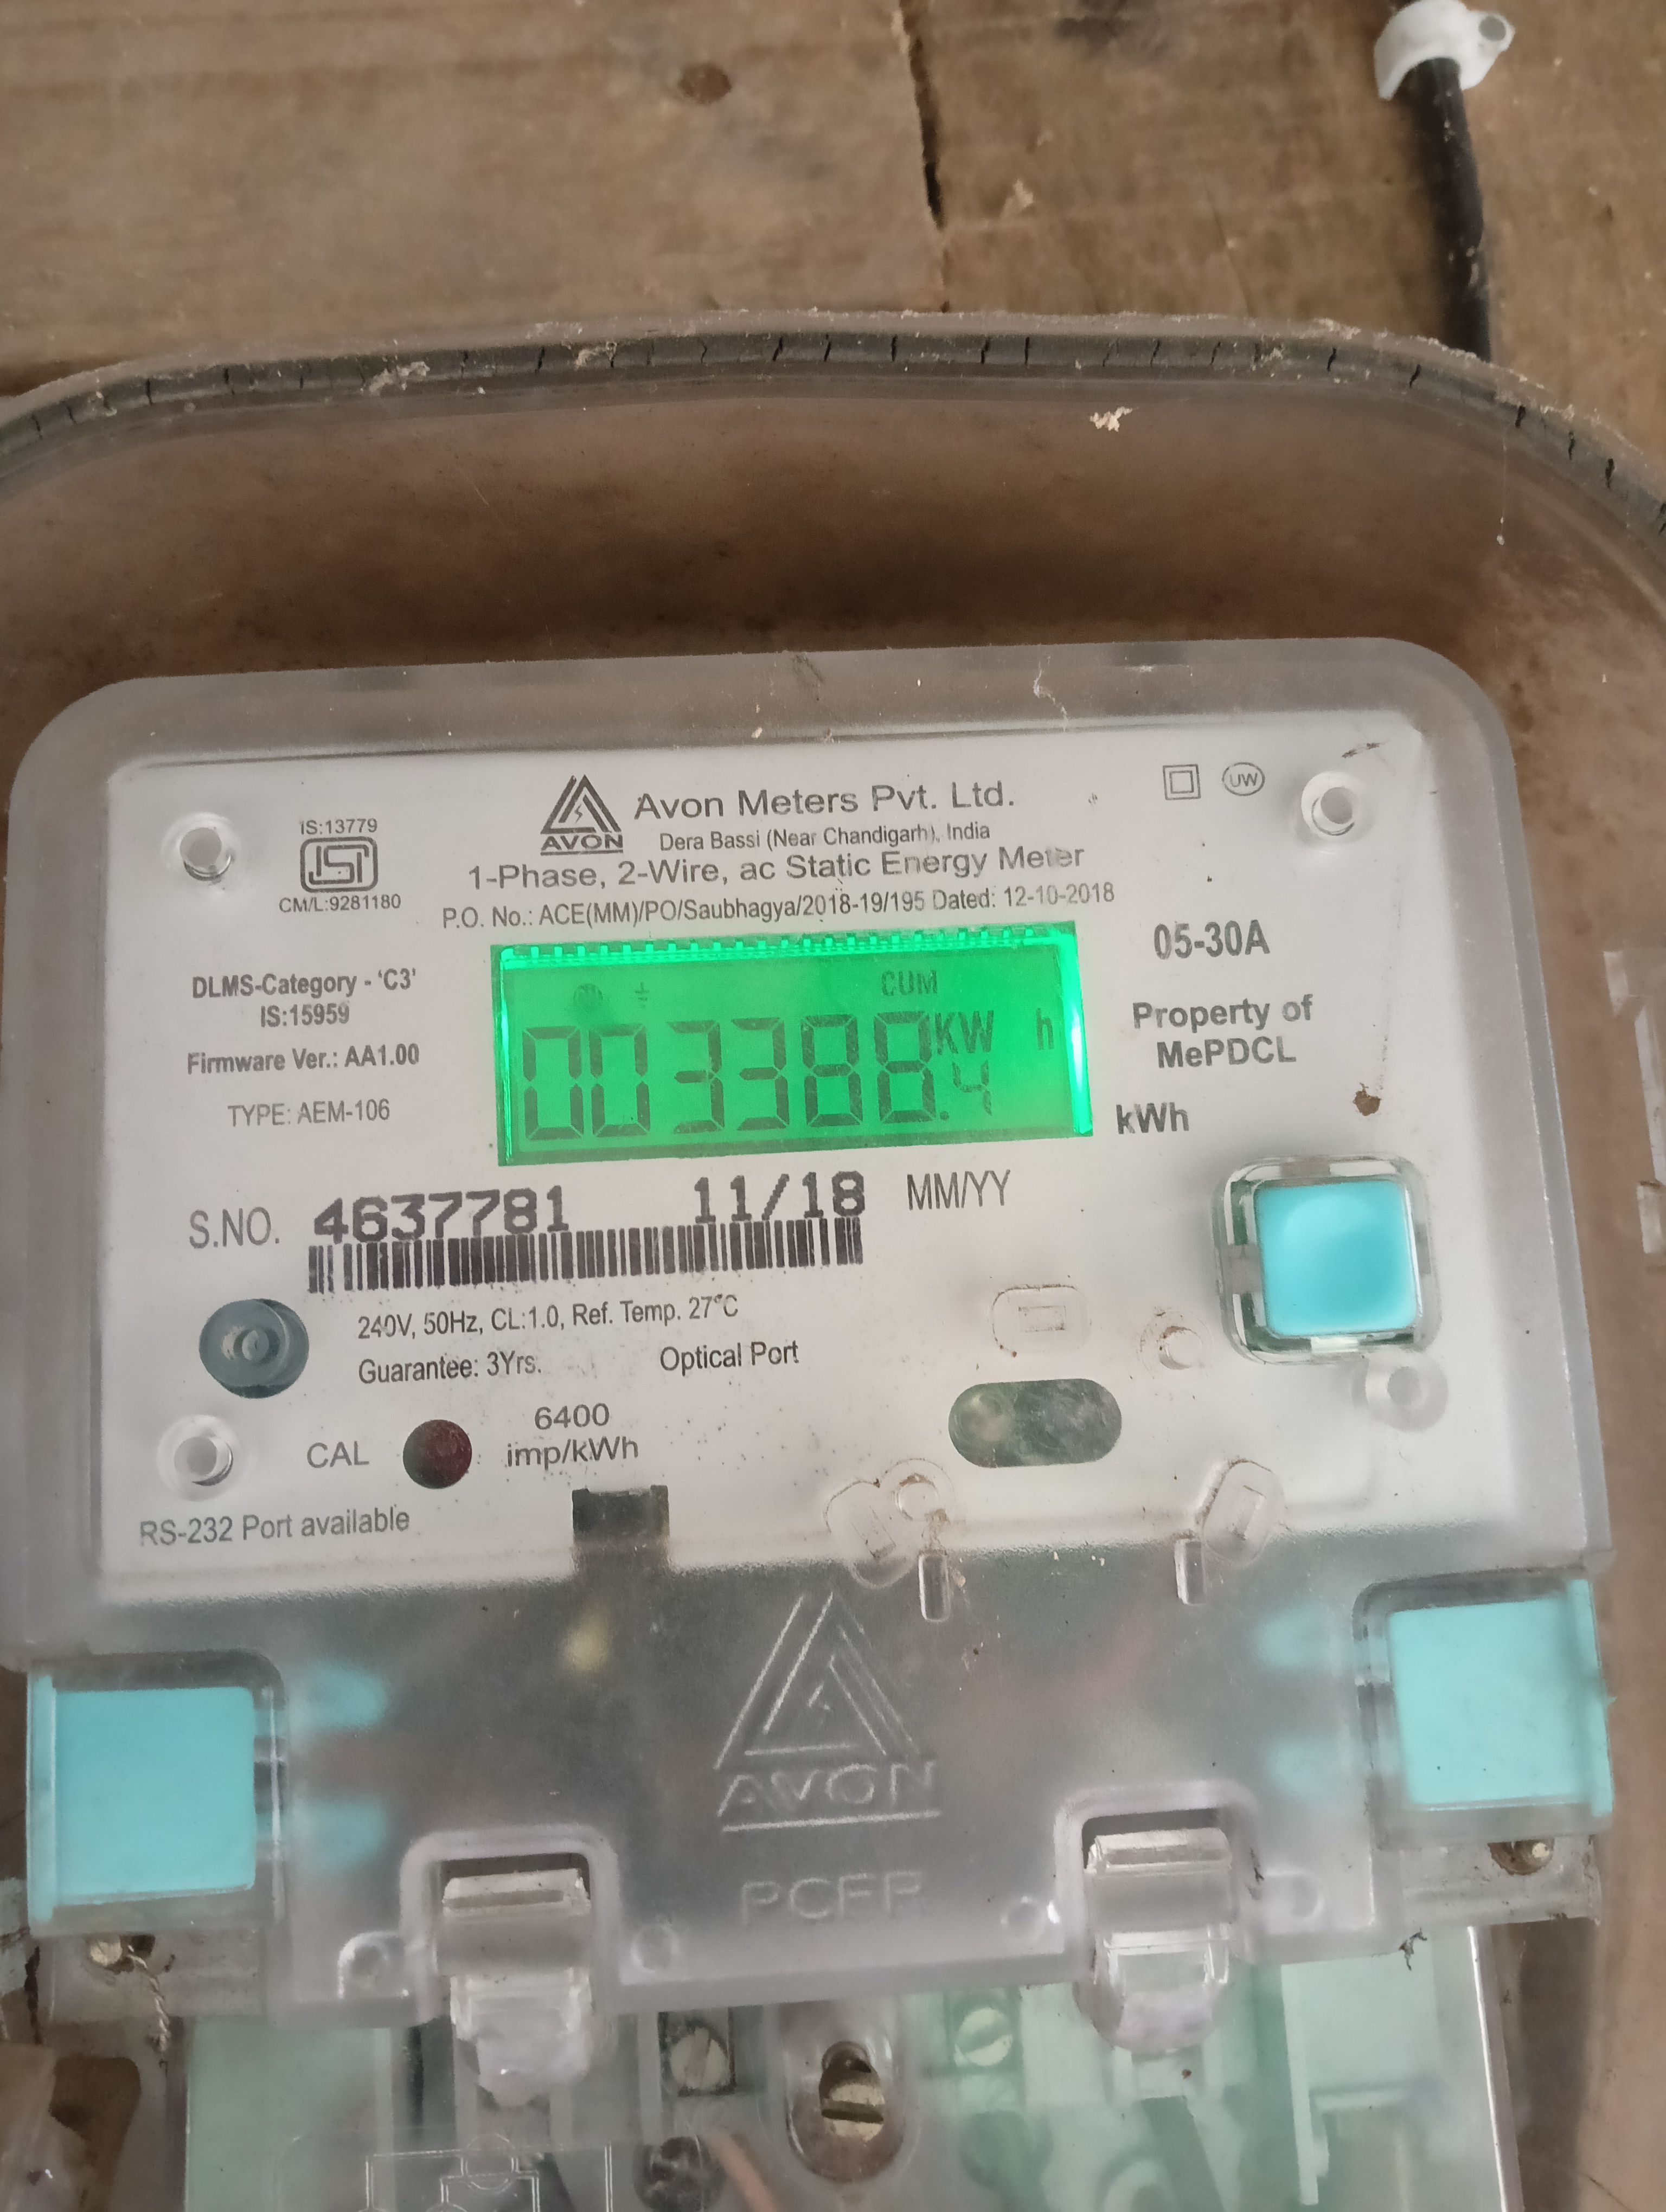 AVON
Avon Meters Pvt. Ltd.
Dera Bassi (Near Chandigarh), India
IS:13779
ISI
CM/L:9281180
UW
1-Phase, 2-Wire, ac Static Energy Meter
P.O. No.: ACE(MM)/PO/Saubhagya/2018-19/195 Dated: 12-10-2018
05-30A
DLMS-Category - 'C3'
IS:15959
Firmware Ver.: AA1.00
TYPE: AEM-106
CUM
003388.4 KW h
Property of
MePDCL
kWh
S.NO. 4637781 11/18 MM/YY
240V, 50Hz, CL:1.0, Ref. Temp. 27°C
Guarantee: 3Yrs. Optical Port
CAL
6400
imp/kWh
RS-232 Port available
AVON